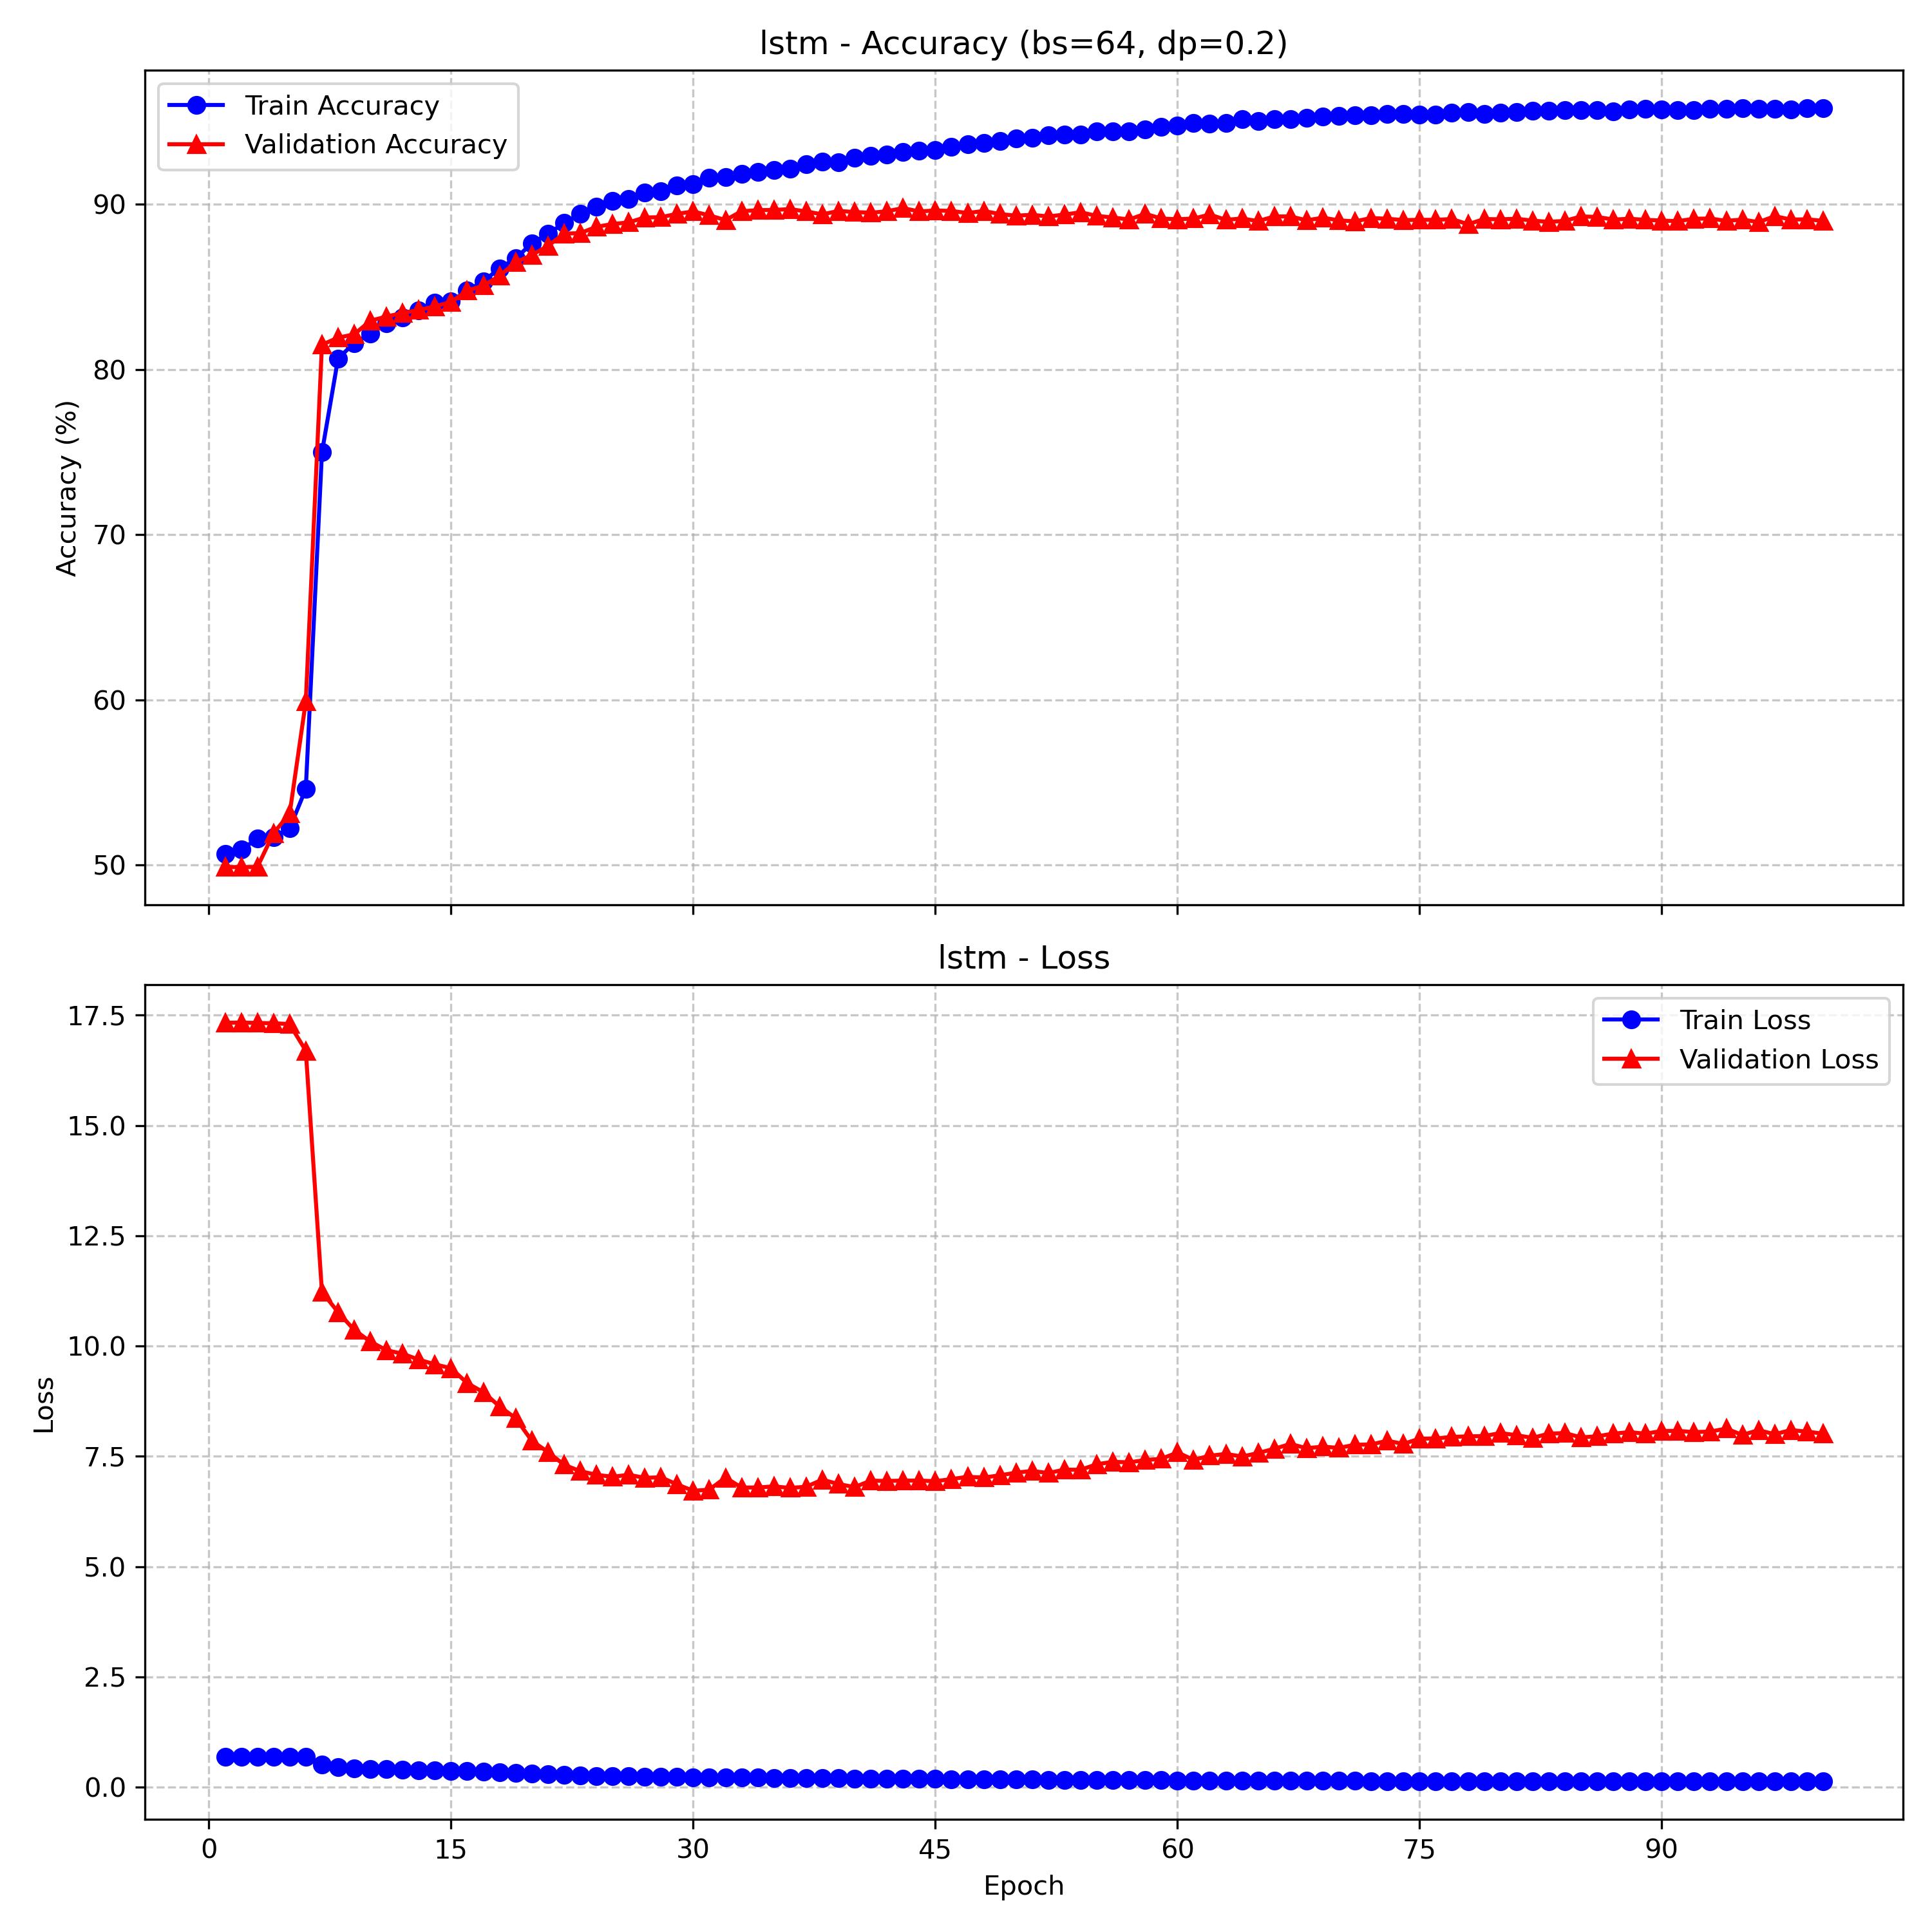 lstm - Accuracy (bs=64, dp=0.2)
Train Accuracy
Validation Accuracy
90
80
70
60
50
Accuracy (%)
lstm - Loss
Train Loss
Validation Loss
17.5
15.0
12.5
10.0
7.5
5.0
2.5
0.0
Loss
0 15 30 45 60 75 90
Epoch